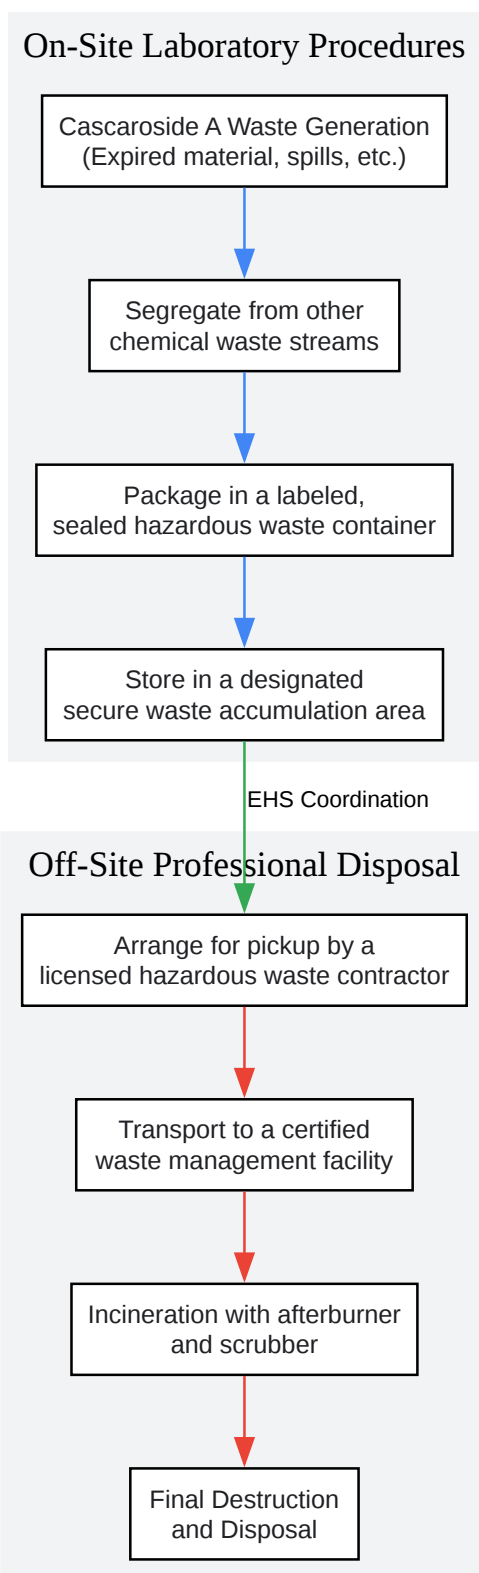 On-Site Laboratory Procedures
Cascaroside A Waste Generation
(Expired material, spills, etc.)
Segregate from other
chemical waste streams
Package in a labeled,
sealed hazardous waste container
Store in a designated
secure waste accumulation area
EHS Coordination
Off-Site Professional Disposal
Arrange for pickup by a
licensed hazardous waste contractor
Transport to a certified
waste management facility
Incineration with afterburner
and scrubber
Final Destruction
and Disposal